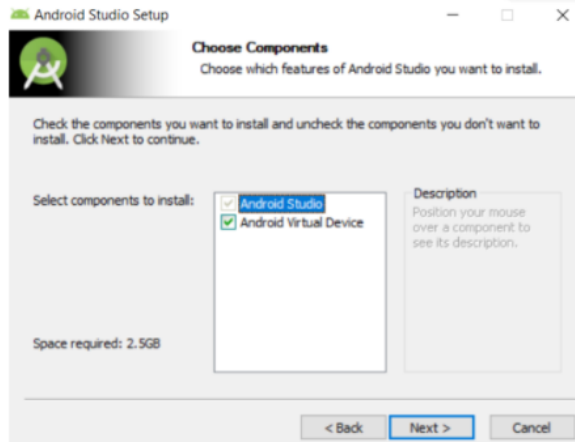 Android Studio Setup
Choose Components
Choose which features of Android Studio you want to install.
Check the components you want to install and uncheck the components you don't want to
install. Click Next to continue.
Select components to install:
Android Studio
Android Virtual Device
Description
Position your mouse
over a component to
see its description.
Space required: 2.5GB
< Back
Next >
Cancel